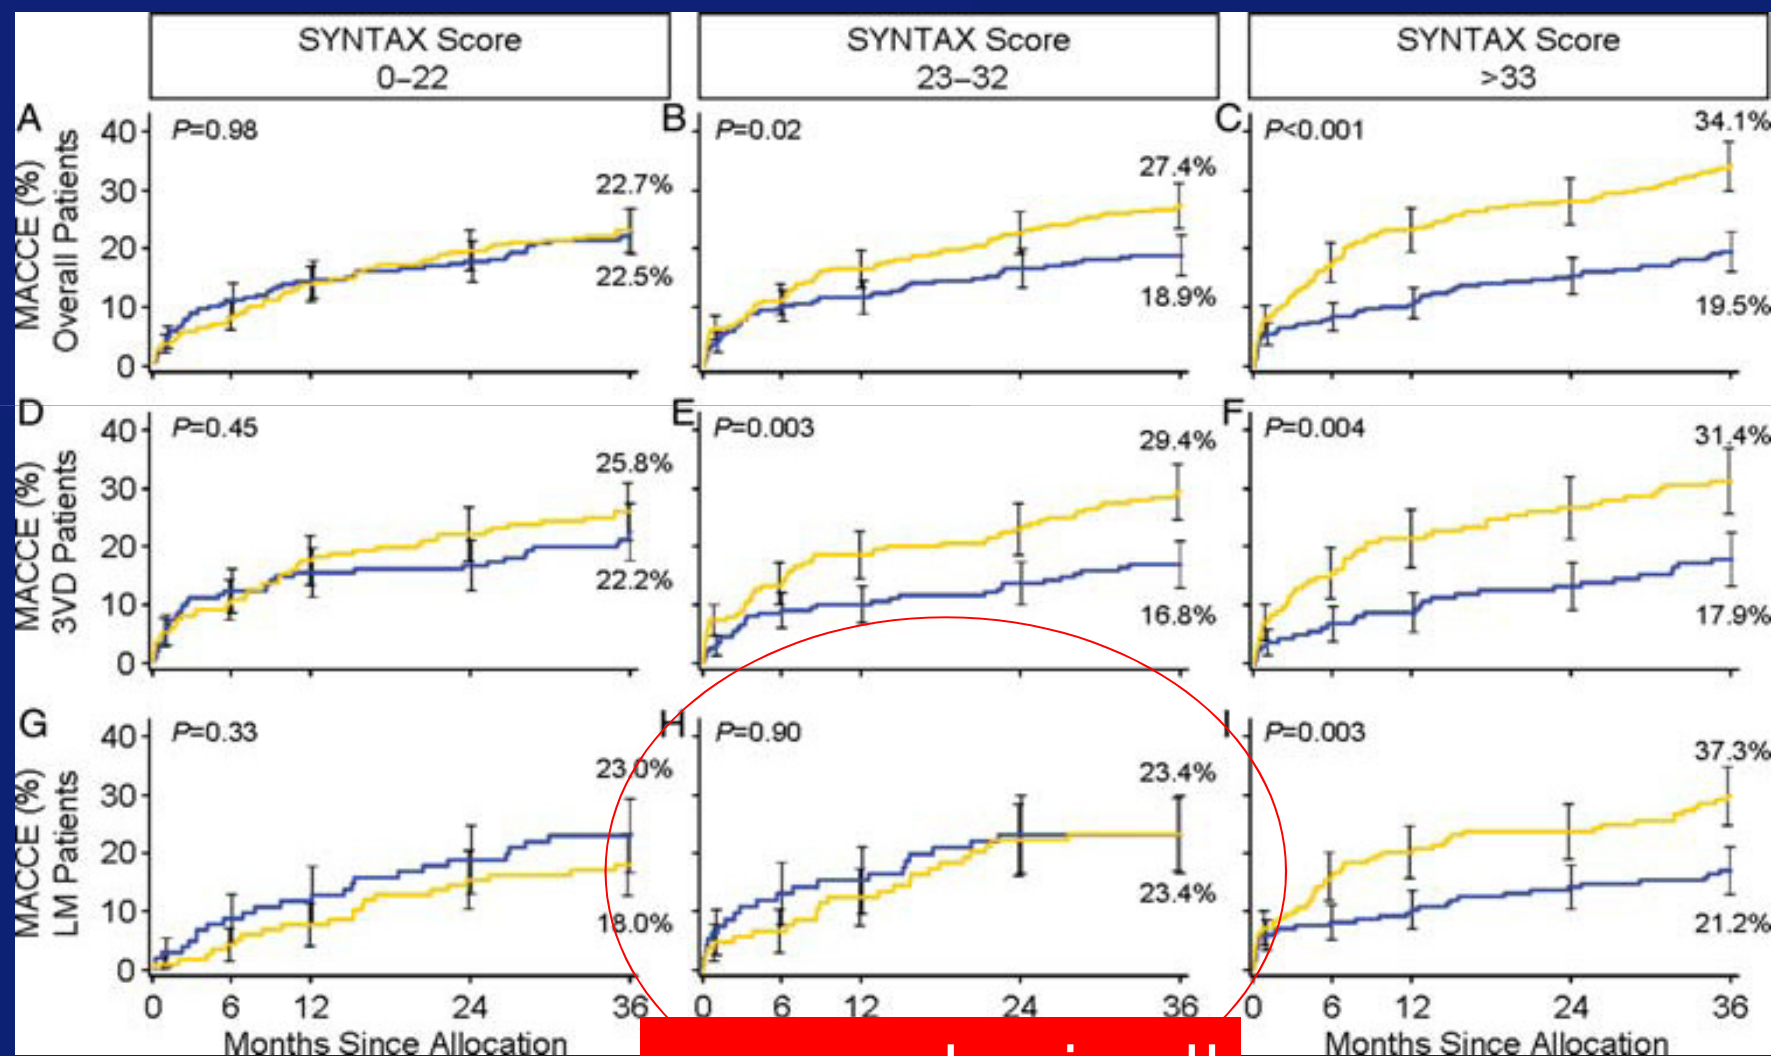 SYNTAX Score
0–22
SYNTAX Score
23–32
SYNTAX Score
>33
A
MACCE (%)
Overall Patients
40
30
20
10
0
P=0.98
22.7%
22.5%
B
P=0.02
27.4%
18.9%
C
P<0.001
34.1%
19.5%
D
MACCE (%)
3VD Patients
40
30
20
10
0
P=0.45
25.8%
22.2%
E
P=0.003
29.4%
16.8%
F
P=0.004
31.4%
17.9%
G
MACCE (%)
LM Patients
40
30
20
10
0
P=0.33
23.0%
18.0%
H
P=0.90
23.4%
23.4%
I
P=0.003
37.3%
21.2%
0 6 12 24 36
0 6 12 24 36
0 6 12 24 36
Months Since Allocation
Months Since Allocation